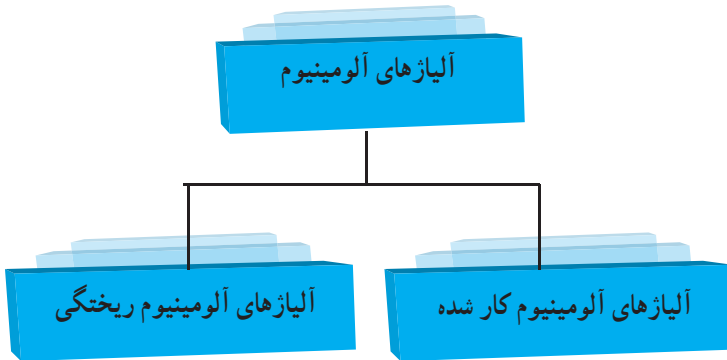 آلیاژهای آلومینیوم
آلیاژهای آلومینیوم کار شده
آلیاژهای آلومینیوم ریختگی